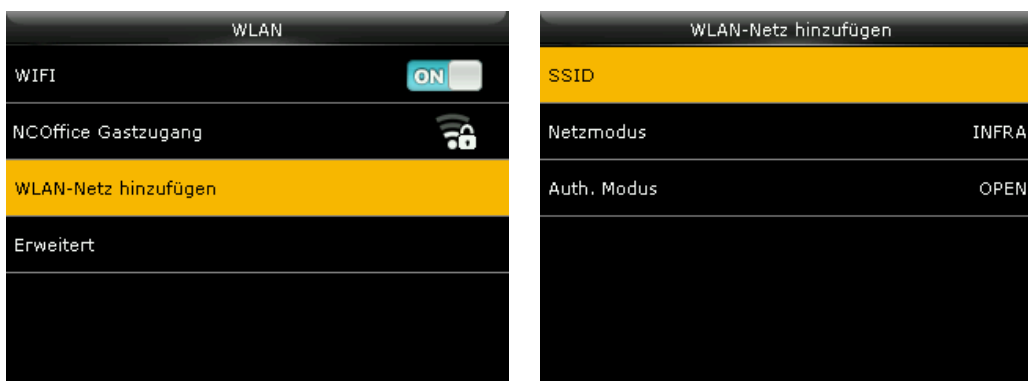 WLAN
WIFI ON
NCOffice Gastzugang
WLAN-Netz hinzufügen
Erweitert
WLAN-Netz hinzufügen
SSID
Netzmodus INFRA
Auth. Modus OPEN